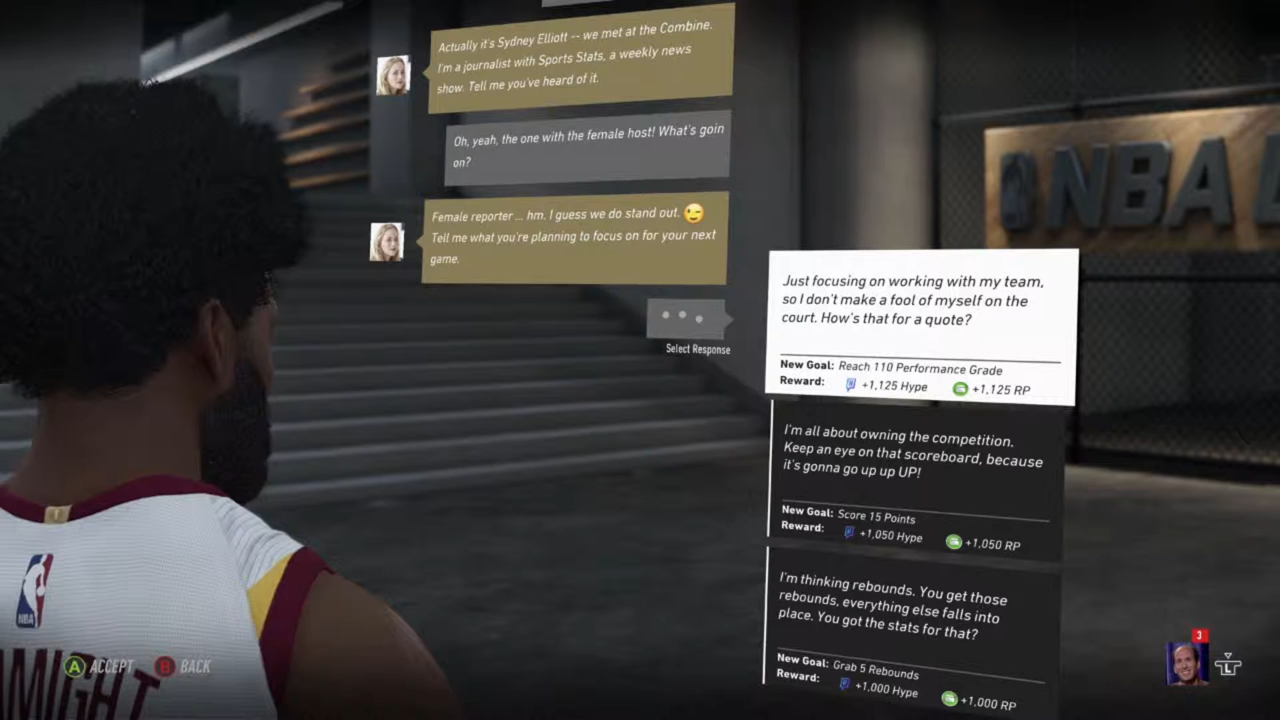 Actually it's Sydney Elliott -- we met at the Combine.
I'm a journalist with Sports Stats, a weekly news
show. Tell me you've heard of it.
Oh, yeah, the one with the female host! What's goin
on?
Female reporter ... hm. I guess we do stand out. 😉
Tell me what you're planning to focus on for your next
game.
Select Response
Just focusing on working with my team,
so I don't make a fool of myself on the
court. How's that for a quote?
New Goal: Reach 110 Performance Grade
Reward: +1,125 Hype +1,125 RP
I'm all about owning the competition.
Keep an eye on that scoreboard, because
it's gonna go up up UP!
New Goal: Score 15 Points
Reward: +1,050 Hype +1,050 RP
I'm thinking rebounds. You get those
rebounds, everything else falls into
place. You got the stats for that?
New Goal: Grab 5 Rebounds
Reward: +1,000 Hype +1,000 RP
NBA
NBA
A ACCEPT B BACK
3
L